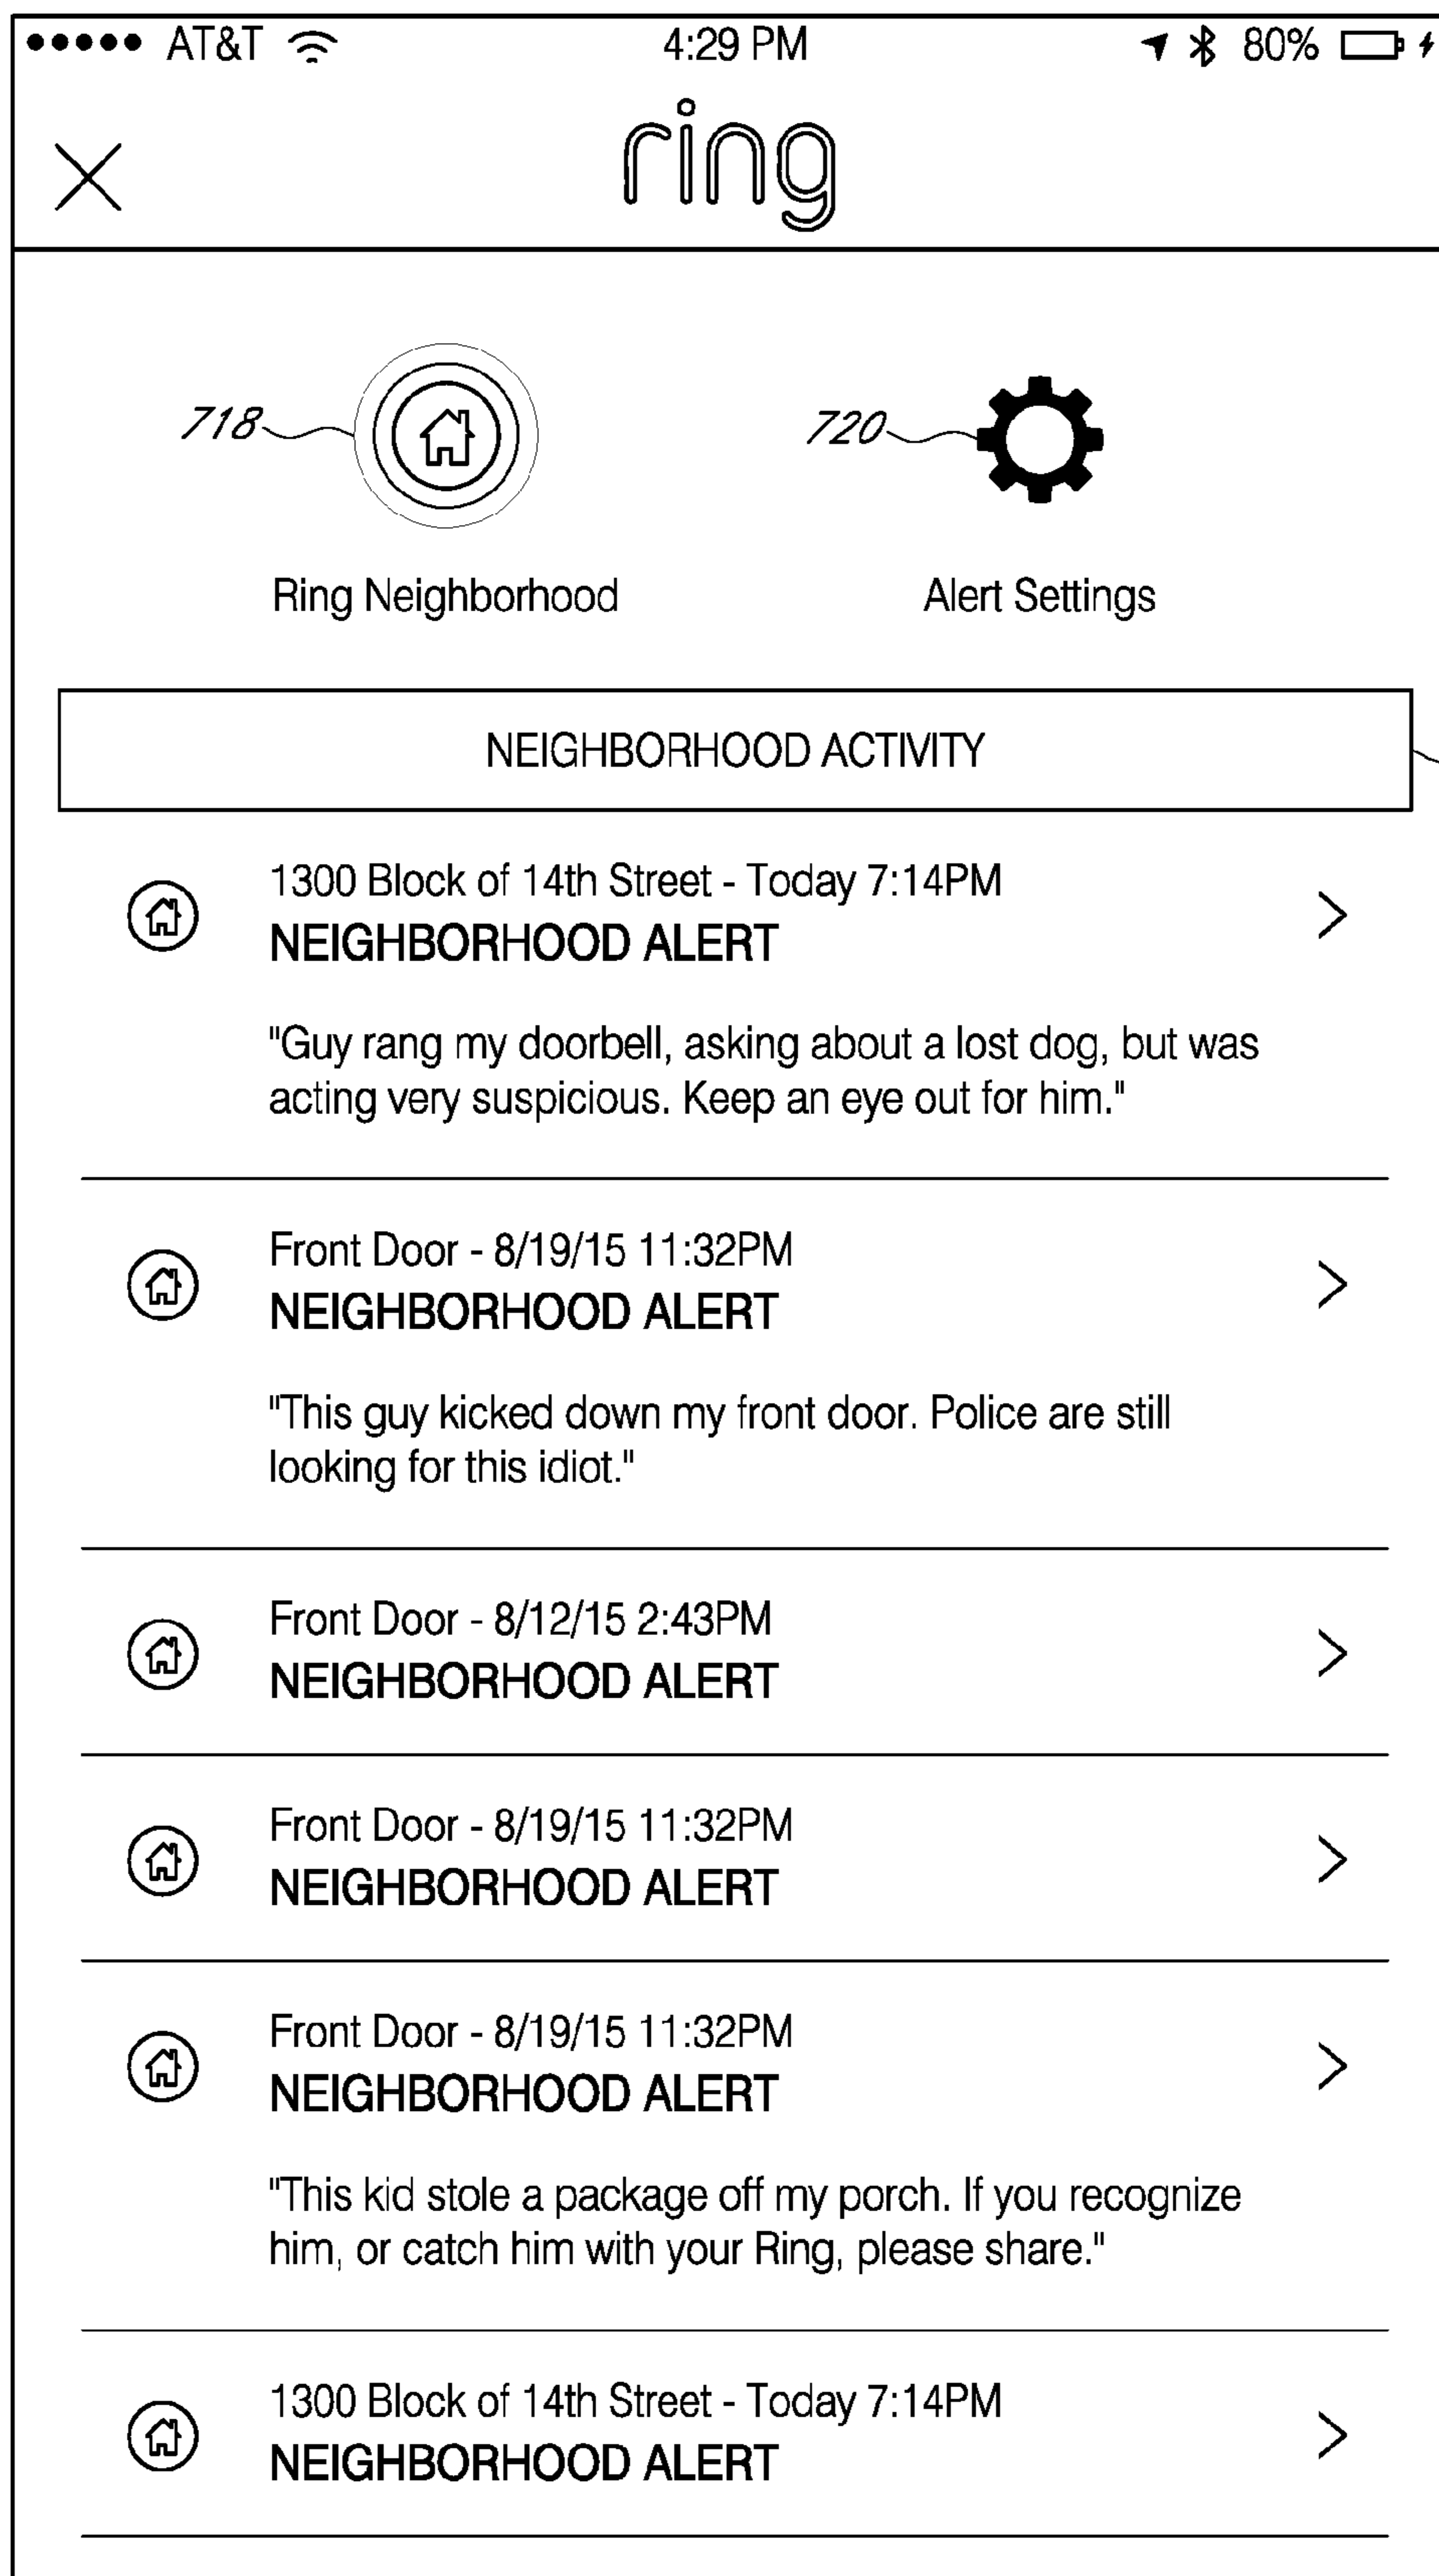 AT&T 4:29 PM 80%
ring
718 720
Ring Neighborhood Alert Settings
NEIGHBORHOOD ACTIVITY
1300 Block of 14th Street - Today 7:14PM
NEIGHBORHOOD ALERT
"Guy rang my doorbell, asking about a lost dog, but was
acting very suspicious. Keep an eye out for him."
Front Door - 8/19/15 11:32PM
NEIGHBORHOOD ALERT
"This guy kicked down my front door. Police are still
looking for this idiot."
Front Door - 8/12/15 2:43PM
NEIGHBORHOOD ALERT
Front Door - 8/19/15 11:32PM
NEIGHBORHOOD ALERT
Front Door - 8/19/15 11:32PM
NEIGHBORHOOD ALERT
"This kid stole a package off my porch. If you recognize
him, or catch him with your Ring, please share."
1300 Block of 14th Street - Today 7:14PM
NEIGHBORHOOD ALERT